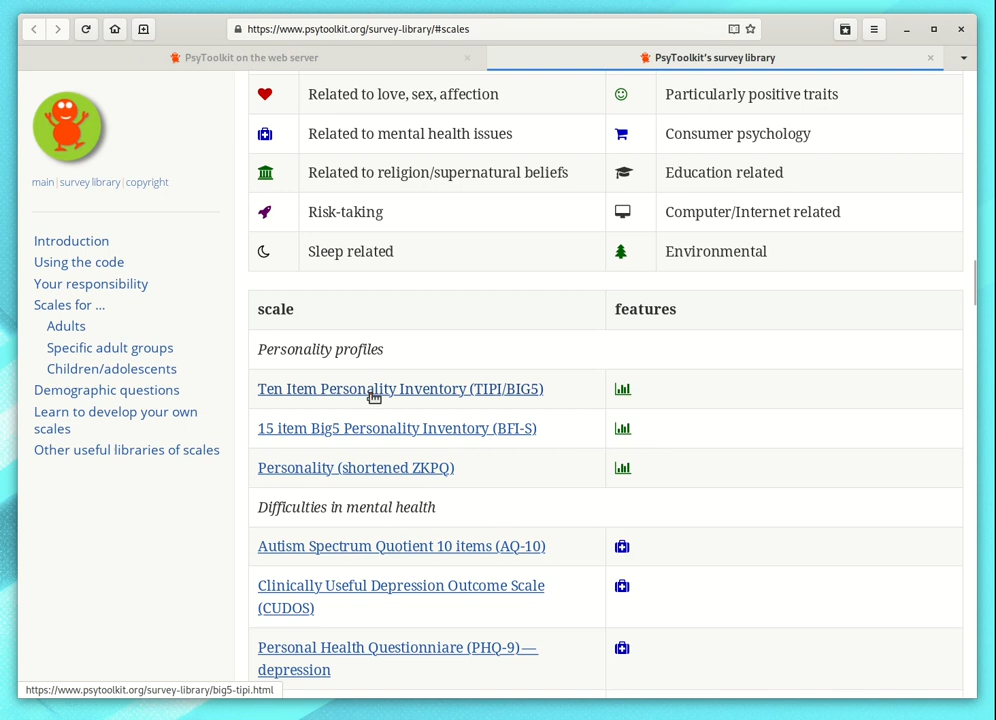 https://www.psytoolkit.org/survey-library/#scales
PsyToolkit on the web server
PsyToolkit's survey library
main | survey library | copyright
Introduction
Using the code
Your responsibility
Scales for ...
Adults
Specific adult groups
Children/adolescents
Demographic questions
Learn to develop your own
scales
Other useful libraries of scales
Related to love, sex, affection
Particularly positive traits
Related to mental health issues
Consumer psychology
Related to religion/supernatural beliefs
Education related
Risk-taking
Computer/Internet related
Sleep related
Environmental
scale
features
Personality profiles
Ten Item Personality Inventory (TIPI/BIG5)
15 item Big5 Personality Inventory (BFI-S)
Personality (shortened ZKPQ)
Difficulties in mental health
Autism Spectrum Quotient 10 items (AQ-10)
Clinically Useful Depression Outcome Scale
(CUDOS)
Personal Health Questionniare (PHQ-9) —
depression
https://www.psytoolkit.org/survey-library/big5-tipi.html